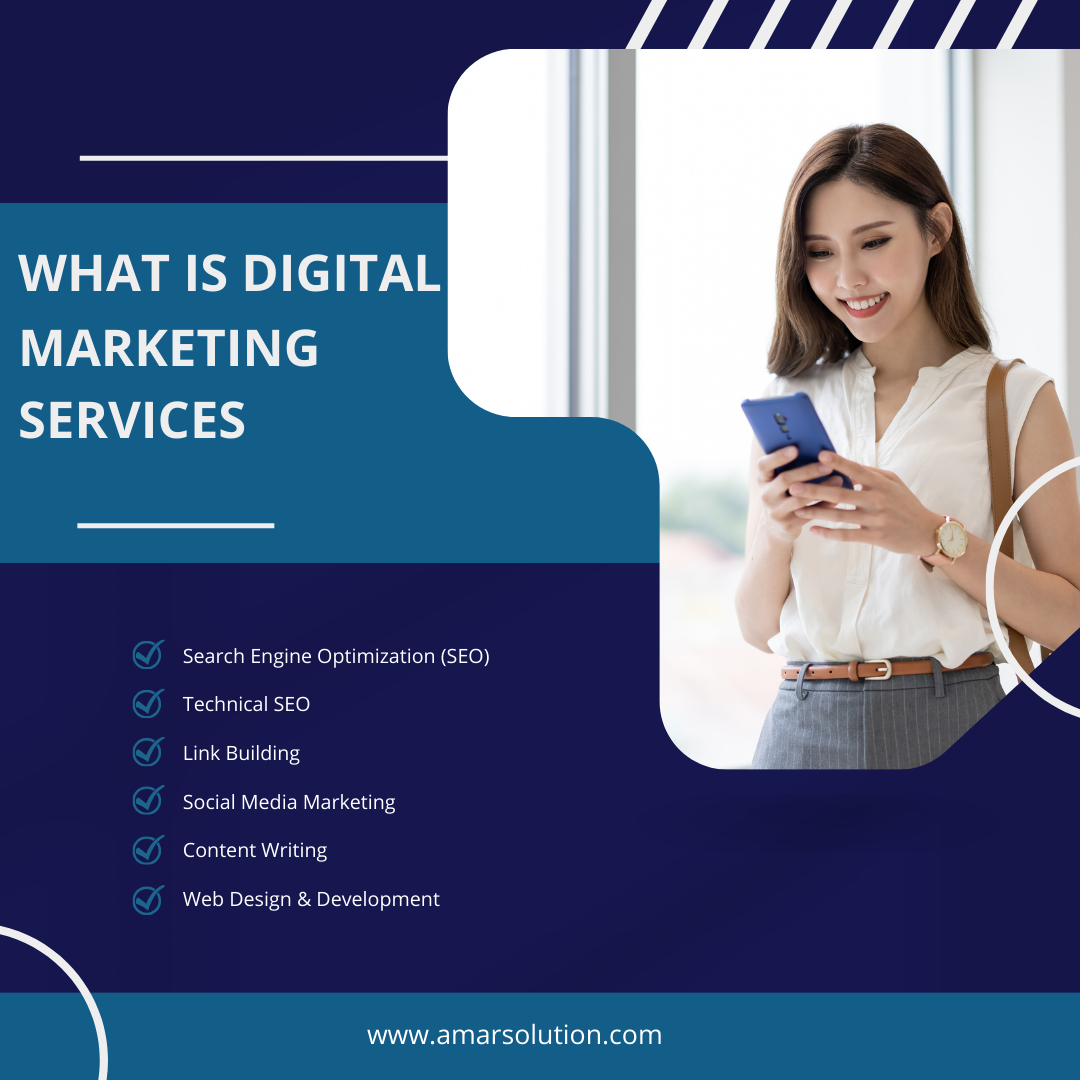 WHAT IS DIGITAL
MARKETING
SERVICES
Search Engine Optimization (SEO)
Technical SEO
Link Building
Social Media Marketing
Content Writing
Web Design & Development
www.amarsolution.com